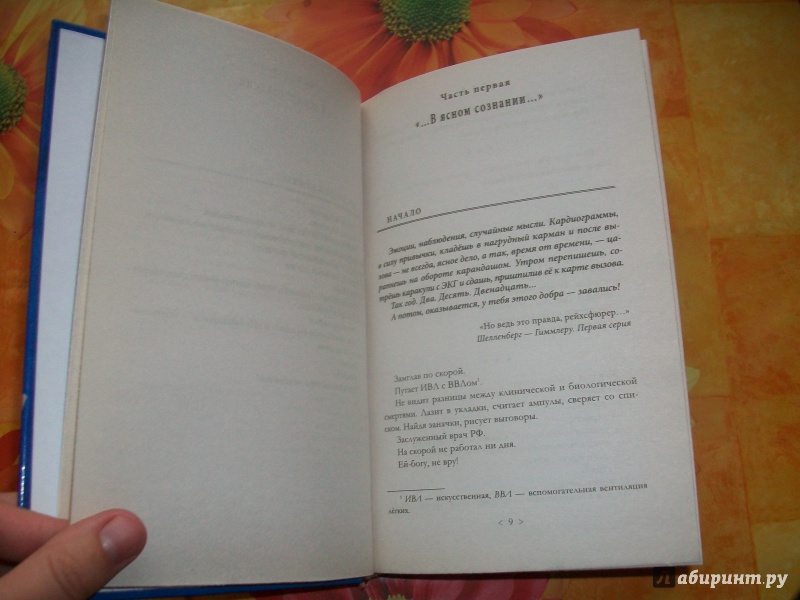 Часть первая
«...В ясном сознании...»
НАЧАЛО
Эмоции, наблюдения, случайные мысли. Кардиограммы,
в силу привычки, кладёшь в нагрудный карман и после вы-
зова — не всегда, ясное дело, а так, время от времени, — ца-
рапаешь на обороте карандашом. Утром перепишешь, со-
трёшь каракули с ЭКГ и сдашь, пришпилив её к карте вызова.
Так год. Два. Десять. Двенадцать...
А потом, оказывается, у тебя этого добра — завались!
«Но ведь это правда, рейхсфюрер...»
Шелленберг — Гиммлеру. Первая серия
Замглав по скорой.
Путает ИВЛ с ВВЛом¹.
Не видит разницы между клинической и биологической
смертями. Лазит в укладки, считает ампулы, сверяет со спи-
ском. Найдя заначки, рисует выговоры.
Заслуженный врач РФ.
На скорой не работал ни дня.
Ей-богу, не вру!
¹ ИВЛ — искусственная, ВВЛ — вспомогательная вентиляция
лёгких.
< 9 >
Лабиринт.ру